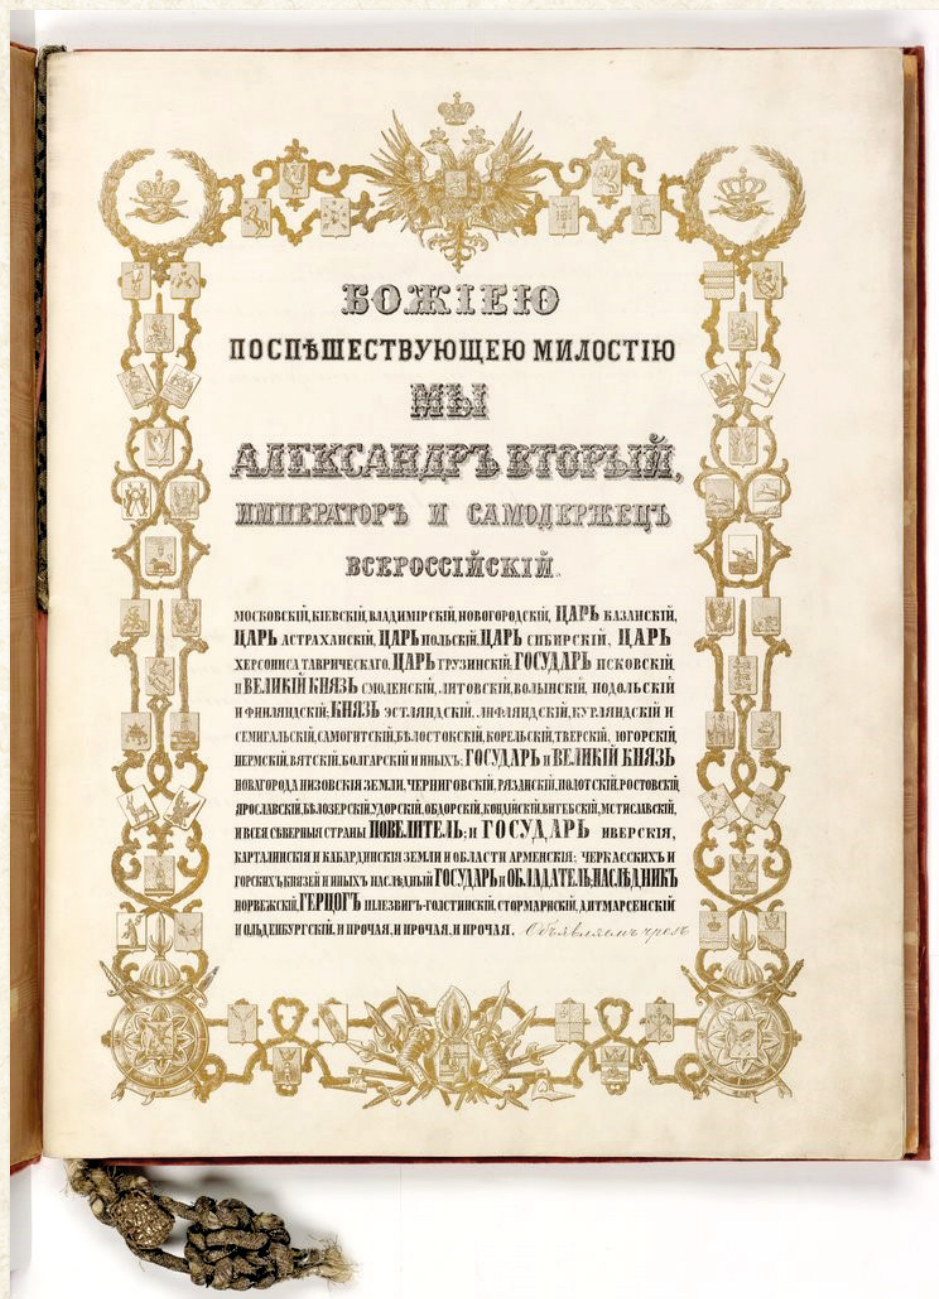 БОЖІЕЮ
ПОСПѢШЕСТВУЮЩЕЮ МИЛОСТІЮ
МЫ
АЛЕКСАНДРЪ ВТОРЫЙ,
ИМПЕРАТОРЪ И САМОДЕРЖЕЦЪ
ВСЕРОССІЙСКІЙ.
МОСКОВСКІЙ, КІЕВСКІЙ, ВЛАДИМІРСКІЙ, НОВОГОРОДСКІЙ, ЦАРЬ КАЗАНСКІЙ,
ЦАРЬ АСТРАХАНСКІЙ, ЦАРЬ ПОЛЬСКІЙ, ЦАРЬ СИБИРСКІЙ, ЦАРЬ
ХЕРСОНИСА ТАВРИЧЕСКАГО, ЦАРЬ ГРУЗИНСКІЙ, ГОСУДАРЬ ПСКОВСКІЙ
И ВЕЛИКІЙ КНЯЗЬ СМОЛЕНСКІЙ, ЛИТОВСКІЙ, ВОЛЫНСКІЙ, ПОДОЛЬСКІЙ
И ФИНЛЯНДСКІЙ; КНЯЗЬ ЭСТЛЯНДСКІЙ, ЛИФЛЯНДСКІЙ, КУРЛЯНДСКІЙ И
СЕМИГАЛЬСКІЙ, САМОГИТСКІЙ, БѢЛОСТОКСКІЙ, КОРЕЛЬСКІЙ, ТВЕРСКІЙ, ЮГОРСКІЙ,
ПЕРМСКІЙ, ВЯТСКІЙ, БОЛГАРСКІЙ И ИНЫХЪ; ГОСУДАРЬ И ВЕЛИКІЙ КНЯЗЬ
НОВАГОРОДА НИЗОВСКІЯ ЗЕМЛИ, ЧЕРНИГОВСКІЙ, РЯЗАНСКІЙ, ПОЛОТСКІЙ, РОСТОВСКІЙ,
ЯРОСЛАВСКІЙ, БѢЛОЗЕРСКІЙ, УДОРСКІЙ, ОБДОРСКІЙ, КОНДІЙСКІЙ, ВИТЕБСКІЙ, МСТИСЛАВСКІЙ,
И ВСЕЯ СѢВЕРНЫЯ СТРАНЫ ПОВЕЛИТЕЛЬ; И ГОСУДАРЬ ИВЕРСКІЯ,
КАРТАЛИНСКІЯ И КАБАРДИНСКІЯ ЗЕМЛИ И ОБЛАСТИ АРМЕНСКІЯ; ЧЕРКАССКИХЪ И
ГОРСКИХЪ КНЯЗЕЙ И ИНЫХЪ НАСЛѢДНЫЙ ГОСУДАРЬ И ОБЛАДАТЕЛЬ; НАСЛѢДНИКЪ
НОРВЕЖСКІЙ, ГЕРЦОГЪ ШЛЕЗВИГЪ-ГОЛСТИНСКІЙ, СТОРМАРНСКІЙ, ДИТМАРСЕНСКІЙ
И ОЛЬДЕНБУРГСКІЙ. И ПРОЧАЯ, И ПРОЧАЯ, И ПРОЧАЯ. Объявляемъ чрезъ